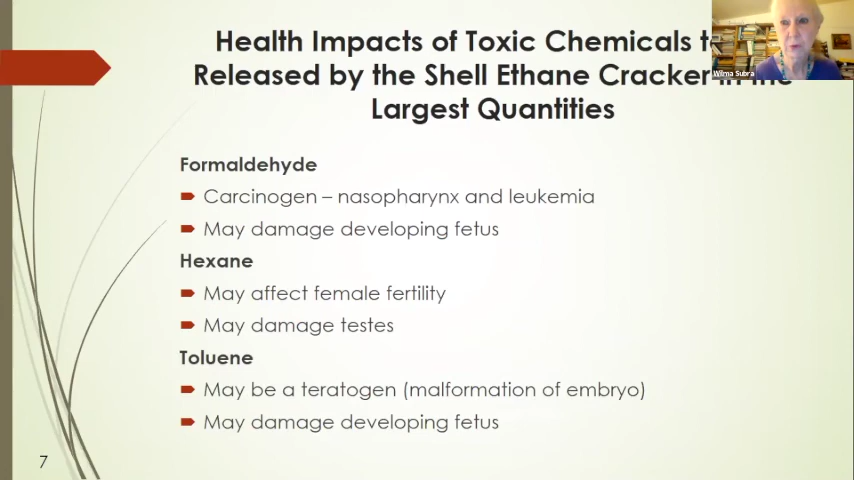 Health Impacts of Toxic Chemicals
Released by the Shell Ethane Cracker in the
Largest Quantities
Wilma Subra
Formaldehyde
Carcinogen – nasopharynx and leukemia
May damage developing fetus
Hexane
May affect female fertility
May damage testes
Toluene
May be a teratogen (malformation of embryo)
May damage developing fetus
7